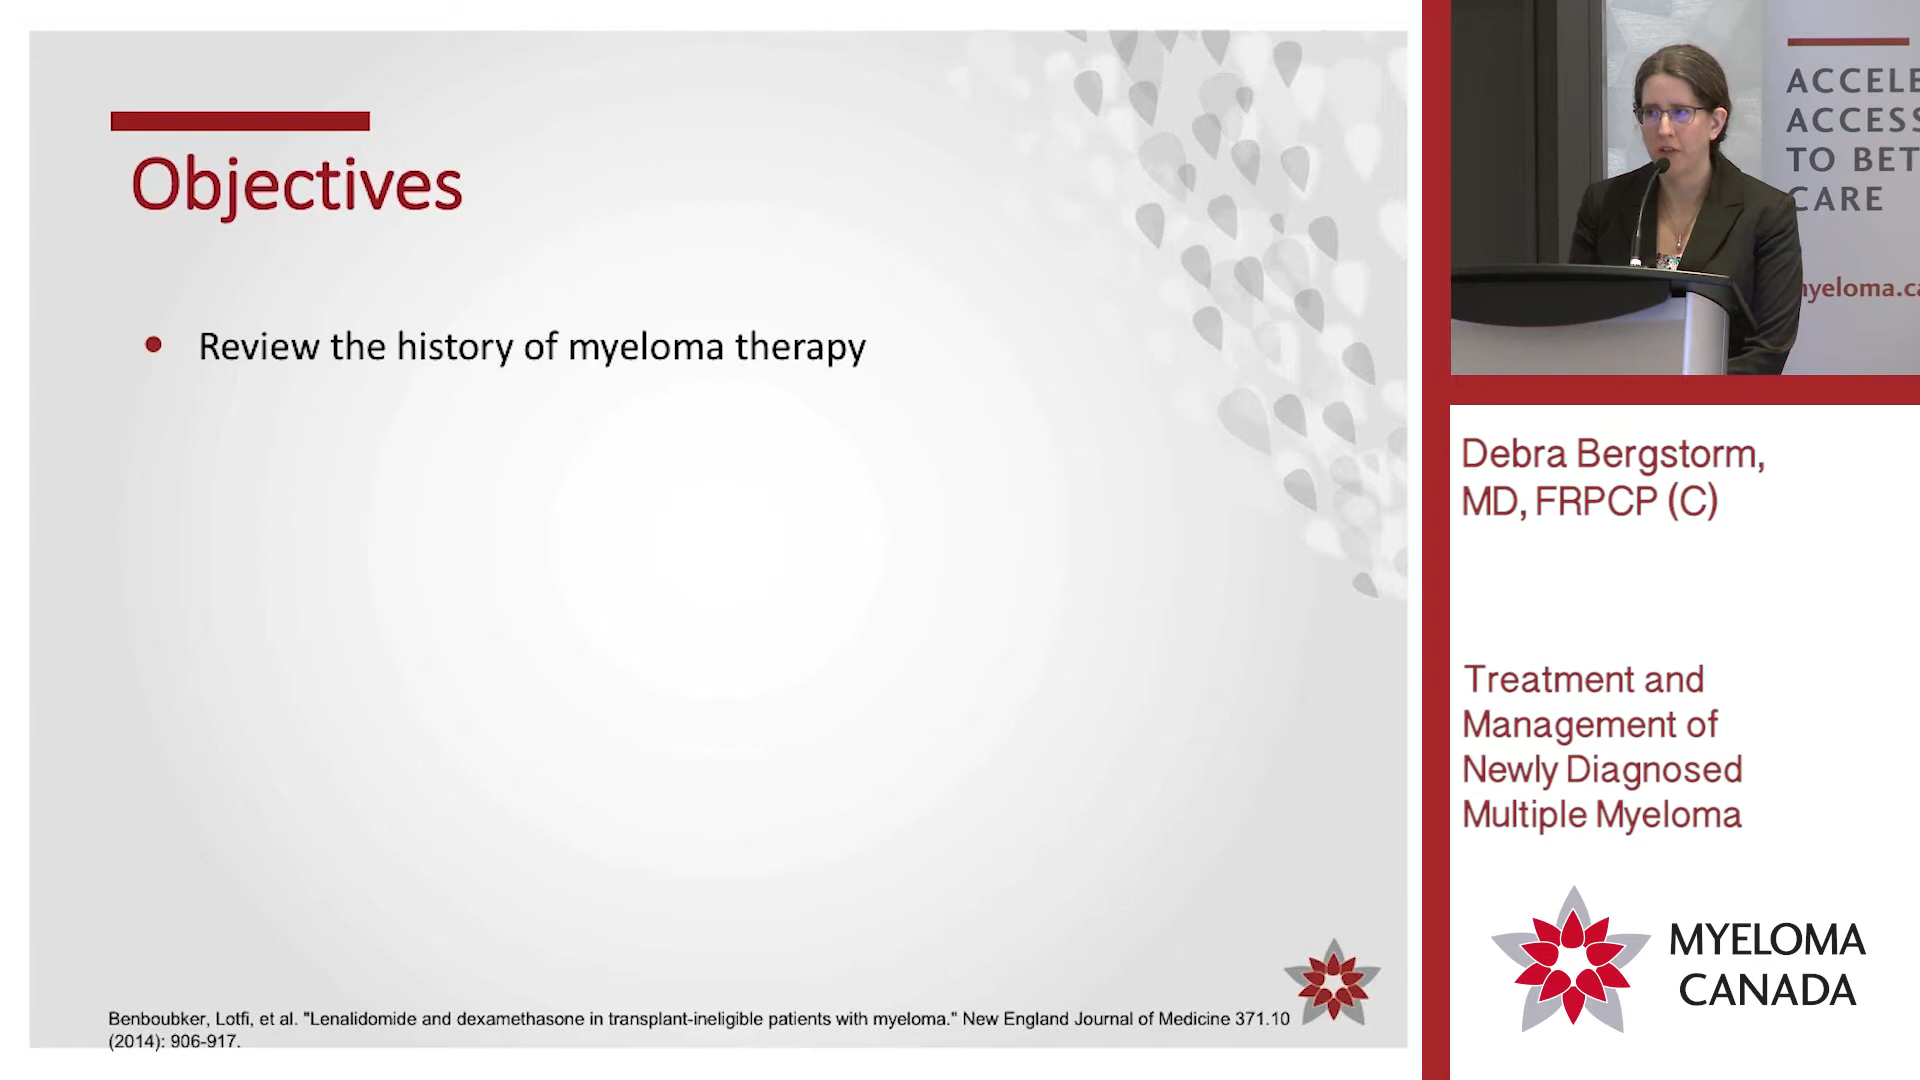 Objectives
• Review the history of myeloma therapy
Benboubker, Lotfi, et al. "Lenalidomide and dexamethasone in transplant-ineligible patients with myeloma." New England Journal of Medicine 371.10
(2014): 906-917.
ACCELE
ACCESS
TO BET
CARE
myeloma.ca
Debra Bergstorm,
MD, FRPCP (C)
Treatment and
Management of
Newly Diagnosed
Multiple Myeloma
MYELOMA
CANADA